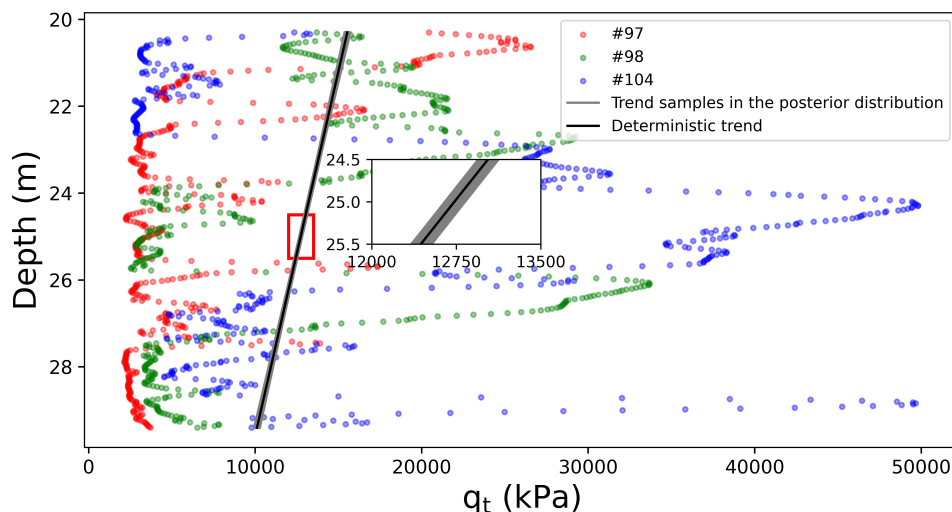 20
22
24
26
28
Depth (m)
#97
#98
#104
Trend samples in the posterior distribution
Deterministic trend
24.5
25.0
25.5
12000 12750 13500
0 10000 20000 30000 40000 50000
qₜ (kPa)